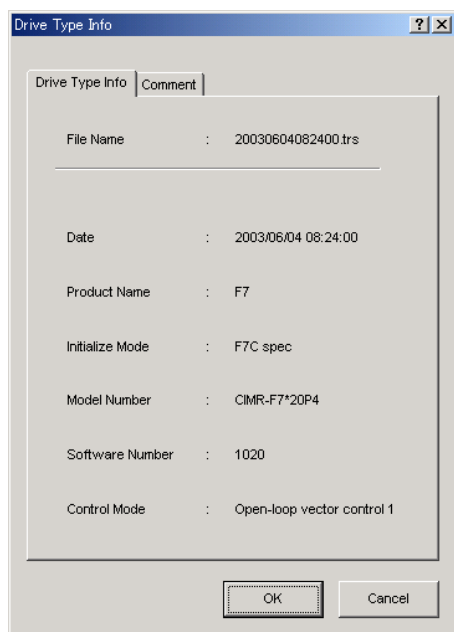 Drive Type Info
Drive Type Info Comment
File Name : 20030604082400.trs
Date : 2003/06/04 08:24:00
Product Name : F7
Initialize Mode : F7C spec
Model Number : CIMR-F7*20P4
Software Number : 1020
Control Mode : Open-loop vector control 1
OK Cancel